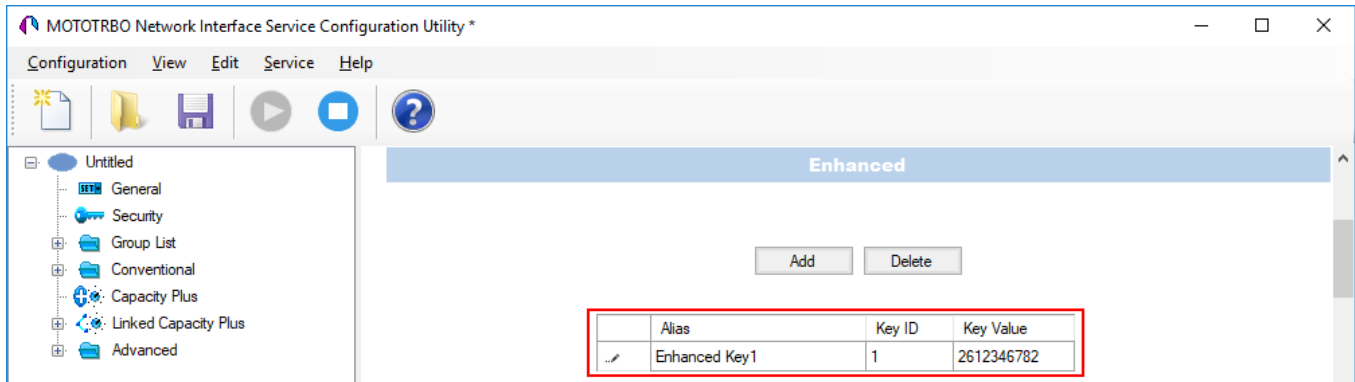 MOTOTRBO Network Interface Service Configuration Utility *
Configuration View Edit Service Help
Untitled
General
Security
Group List
Conventional
Capacity Plus
Linked Capacity Plus
Advanced
Enhanced
Add Delete
Alias Key ID Key Value
Enhanced Key1 1 2612346782